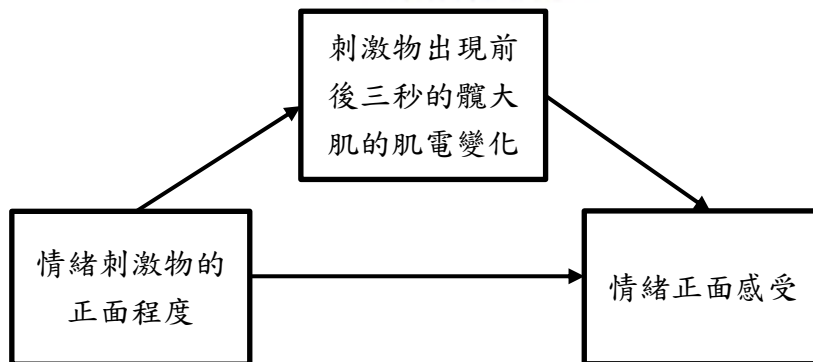 刺激物出現前
後三秒的髖大
肌的肌電變化
情緒刺激物的
正面程度
情緒正面感受